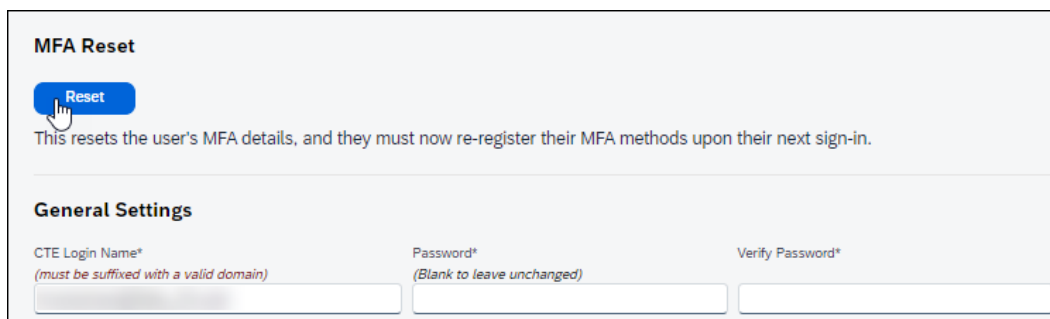 MFA Reset
Reset
This resets the user's MFA details, and they must now re-register their MFA methods upon their next sign-in.
General Settings
CTE Login Name* Password* Verify Password*
(must be suffixed with a valid domain) (Blank to leave unchanged)